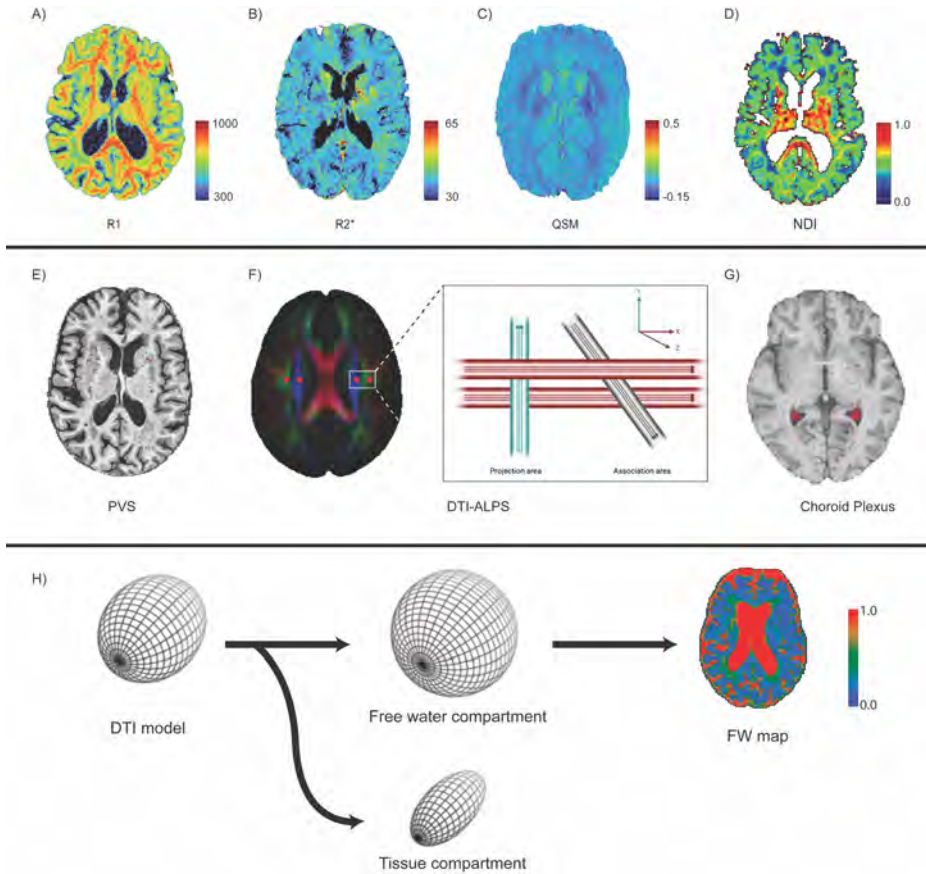 A)
B)
C)
D)
1000
300
65
30
0.5
-0.15
1.0
0.0
R1
R2*
QSM
NDI
E)
F)
G)
X
Z
Projection area
Association area
PVS
DTI-ALPS
Choroid Plexus
H)
1.0
0.0
DTI model
Free water compartment
FW map
Tissue compartment